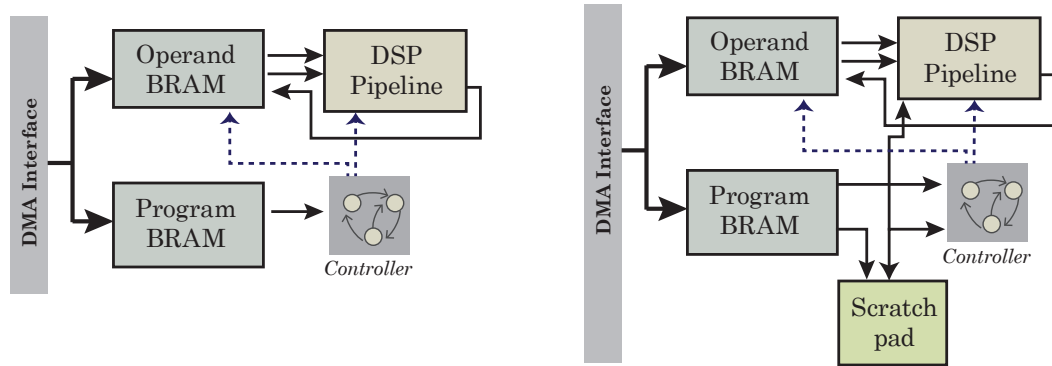 DMA Interface
Operand
BRAM
DSP
Pipeline
Program
BRAM
Controller
DMA Interface
Operand
BRAM
DSP
Pipeline
Program
BRAM
Controller
Scratch
pad